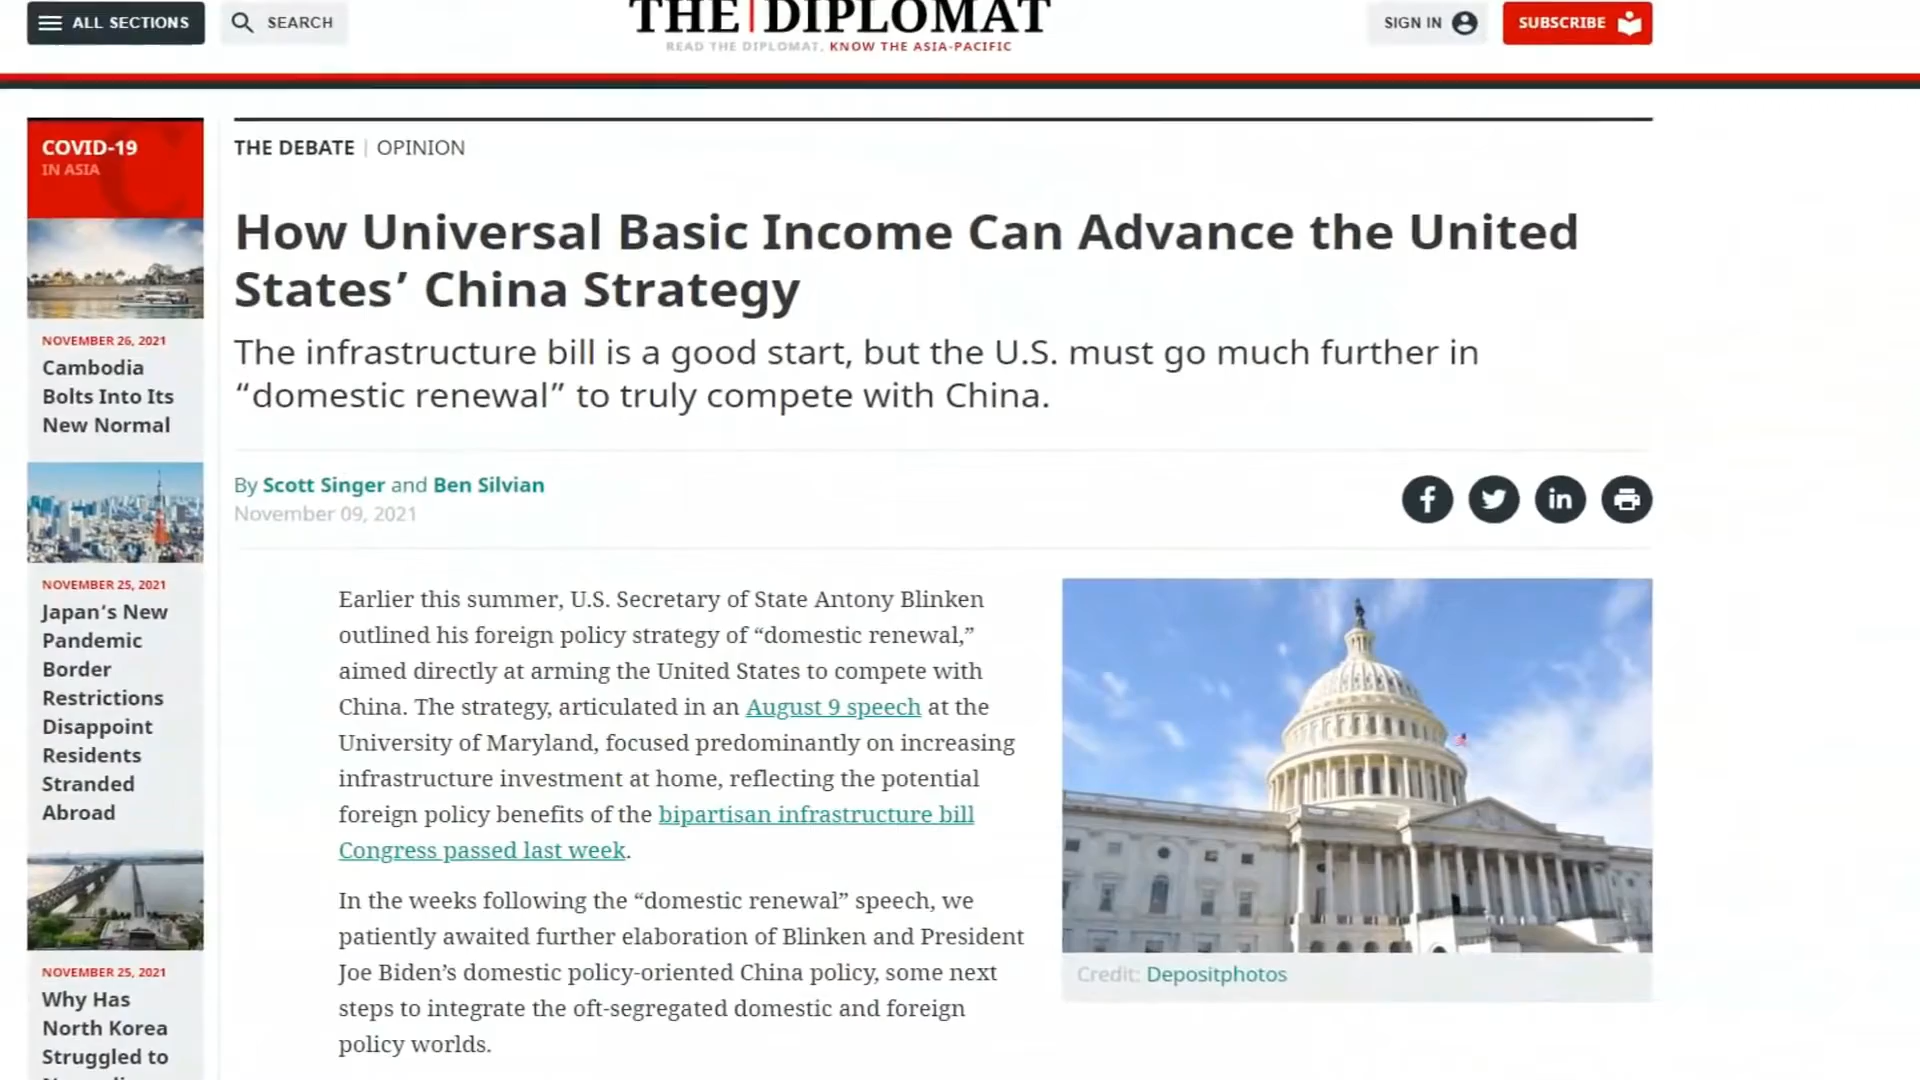 ALL SECTIONS
SEARCH
THE|DIPLOMAT
READ THE DIPLOMAT, KNOW THE ASIA-PACIFIC
SIGN IN
SUBSCRIBE
COVID-19
IN ASIA
NOVEMBER 26, 2021
Cambodia
Bolts Into Its
New Normal
NOVEMBER 25, 2021
Japan's New
Pandemic
Border
Restrictions
Disappoint
Residents
Stranded
Abroad
NOVEMBER 25, 2021
Why Has
North Korea
Struggled to
THE DEBATE | OPINION
How Universal Basic Income Can Advance the United
States’ China Strategy
The infrastructure bill is a good start, but the U.S. must go much further in
“domestic renewal” to truly compete with China.
By Scott Singer and Ben Silvian
November 09, 2021
Earlier this summer, U.S. Secretary of State Antony Blinken
outlined his foreign policy strategy of “domestic renewal,”
aimed directly at arming the United States to compete with
China. The strategy, articulated in an August 9 speech at the
University of Maryland, focused predominantly on increasing
infrastructure investment at home, reflecting the potential
foreign policy benefits of the bipartisan infrastructure bill
Congress passed last week.
In the weeks following the “domestic renewal” speech, we
patiently awaited further elaboration of Blinken and President
Joe Biden’s domestic policy-oriented China policy, some next
steps to integrate the oft-segregated domestic and foreign
policy worlds.
Credit: Depositphotos